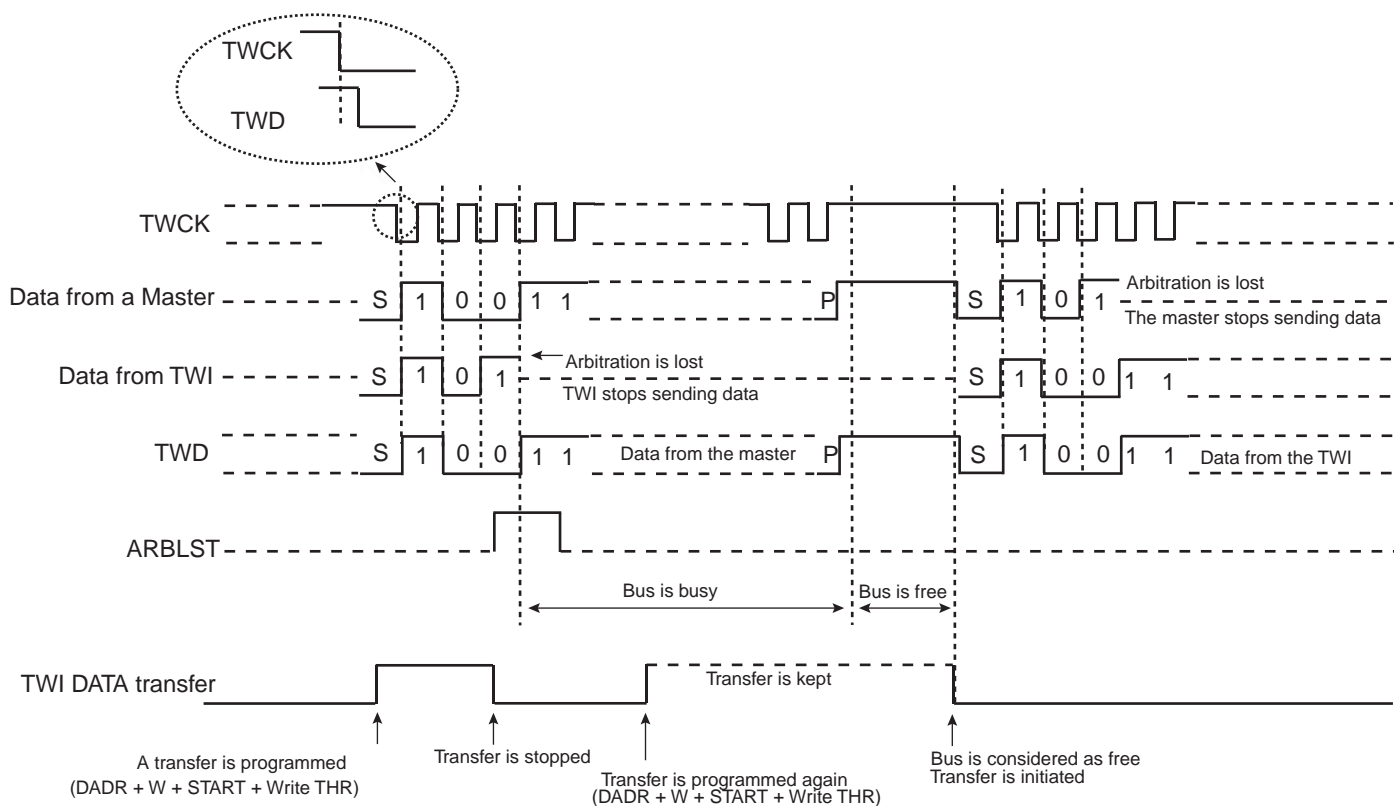 TWCK
TWD
TWCK
Data from a Master S 1 0 0 1 1 P S 1 0 1 Arbitration is lost
The master stops sending data
Data from TWI S 1 0 1 Arbitration is lost S 1 0 0 1 1
TWI stops sending data
TWD S 1 0 0 1 1 Data from the master P S 1 0 0 1 1 Data from the TWI
ARBLST
Bus is busy Bus is free
TWI DATA transfer Transfer is kept
A transfer is programmed
(DADR + W + START + Write THR)
Transfer is stopped
Transfer is programmed again
(DADR + W + START + Write THR)
Bus is considered as free
Transfer is initiated